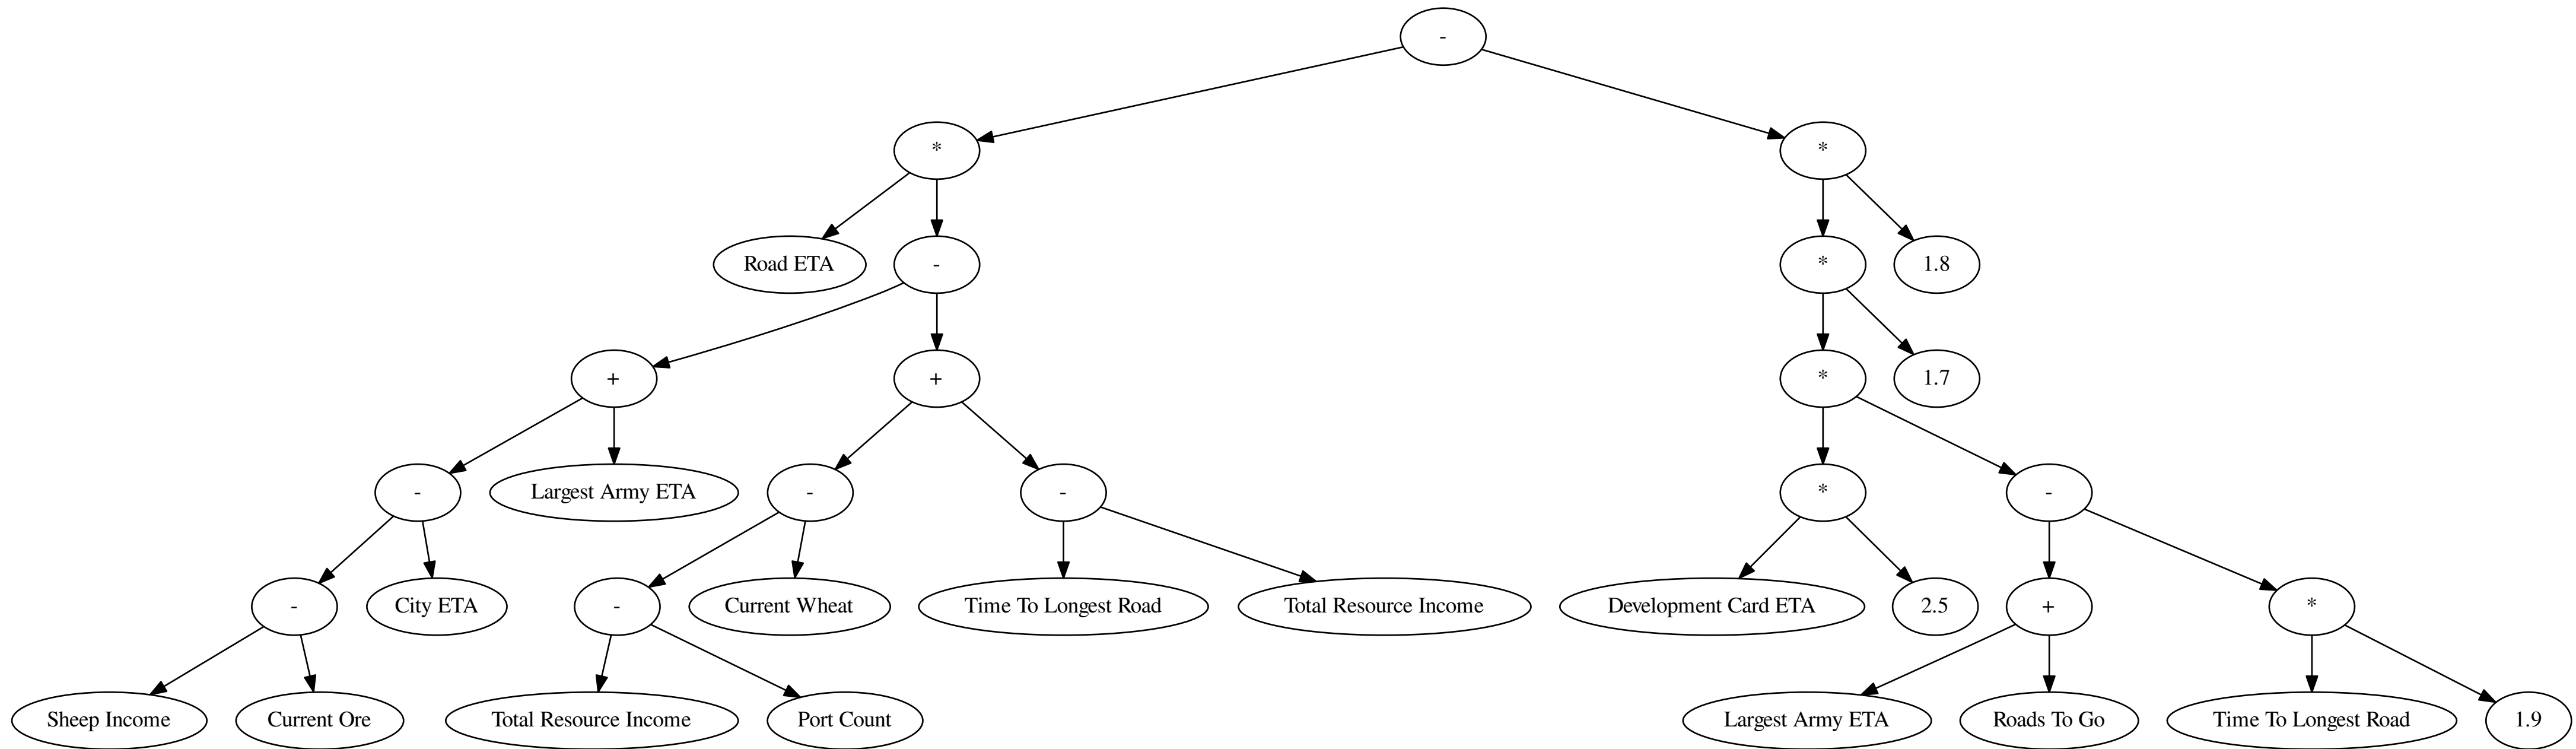 -
*
*
Road ETA
-
*
1.8
+
+
*
1.7
-
Largest Army ETA
-
-
*
-
-
City ETA
-
Current Wheat
Time To Longest Road
Total Resource Income
Development Card ETA
2.5
+
*
Sheep Income
Current Ore
Total Resource Income
Port Count
Largest Army ETA
Roads To Go
Time To Longest Road
1.9